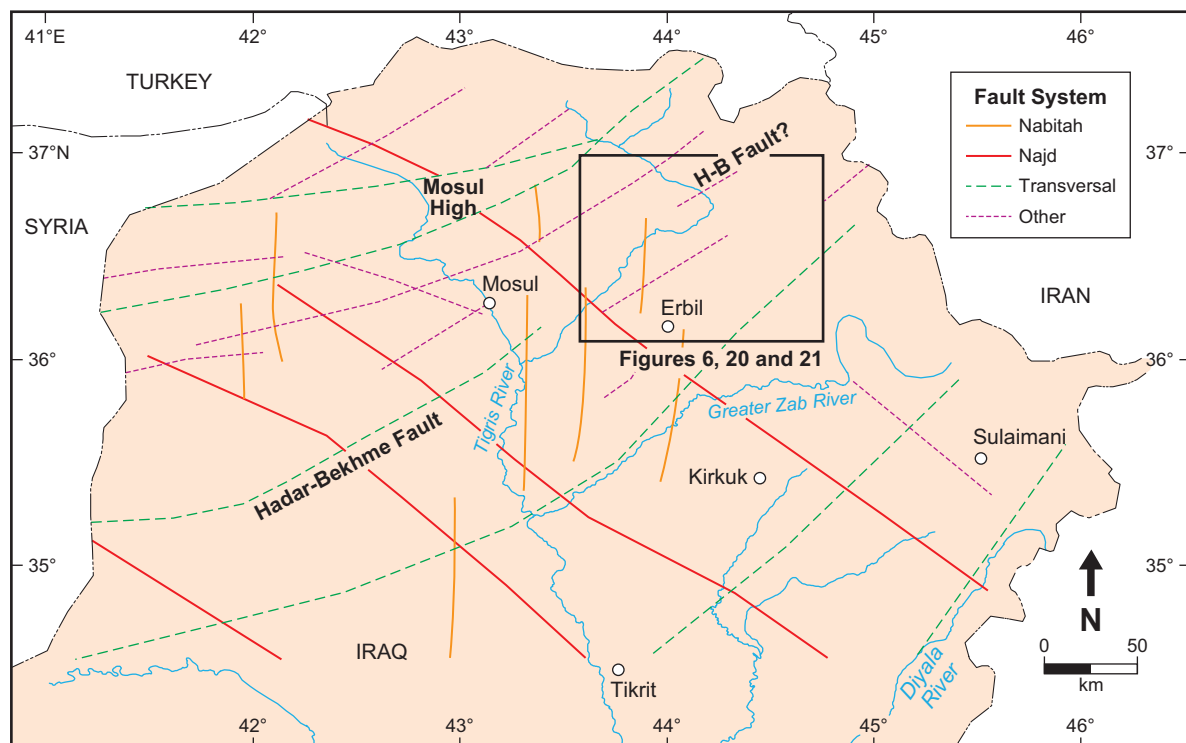 41°E 42° 43° 44° 45° 46°
TURKEY
Fault System
Nabitah
Najd
Transversal
Other
37°N
37°
H-B Fault?
Mosul
High
SYRIA
IRAN
Mosul
Erbil
36°
36°
Figures 6, 20 and 21
Tigris River
Greater Zab River
Hadar-Bekhme Fault
Sulaimani
Kirkuk
35°
35°
N
0 50
km
IRAQ
Tikrit
Diyala
River
42° 43° 44° 45° 46°